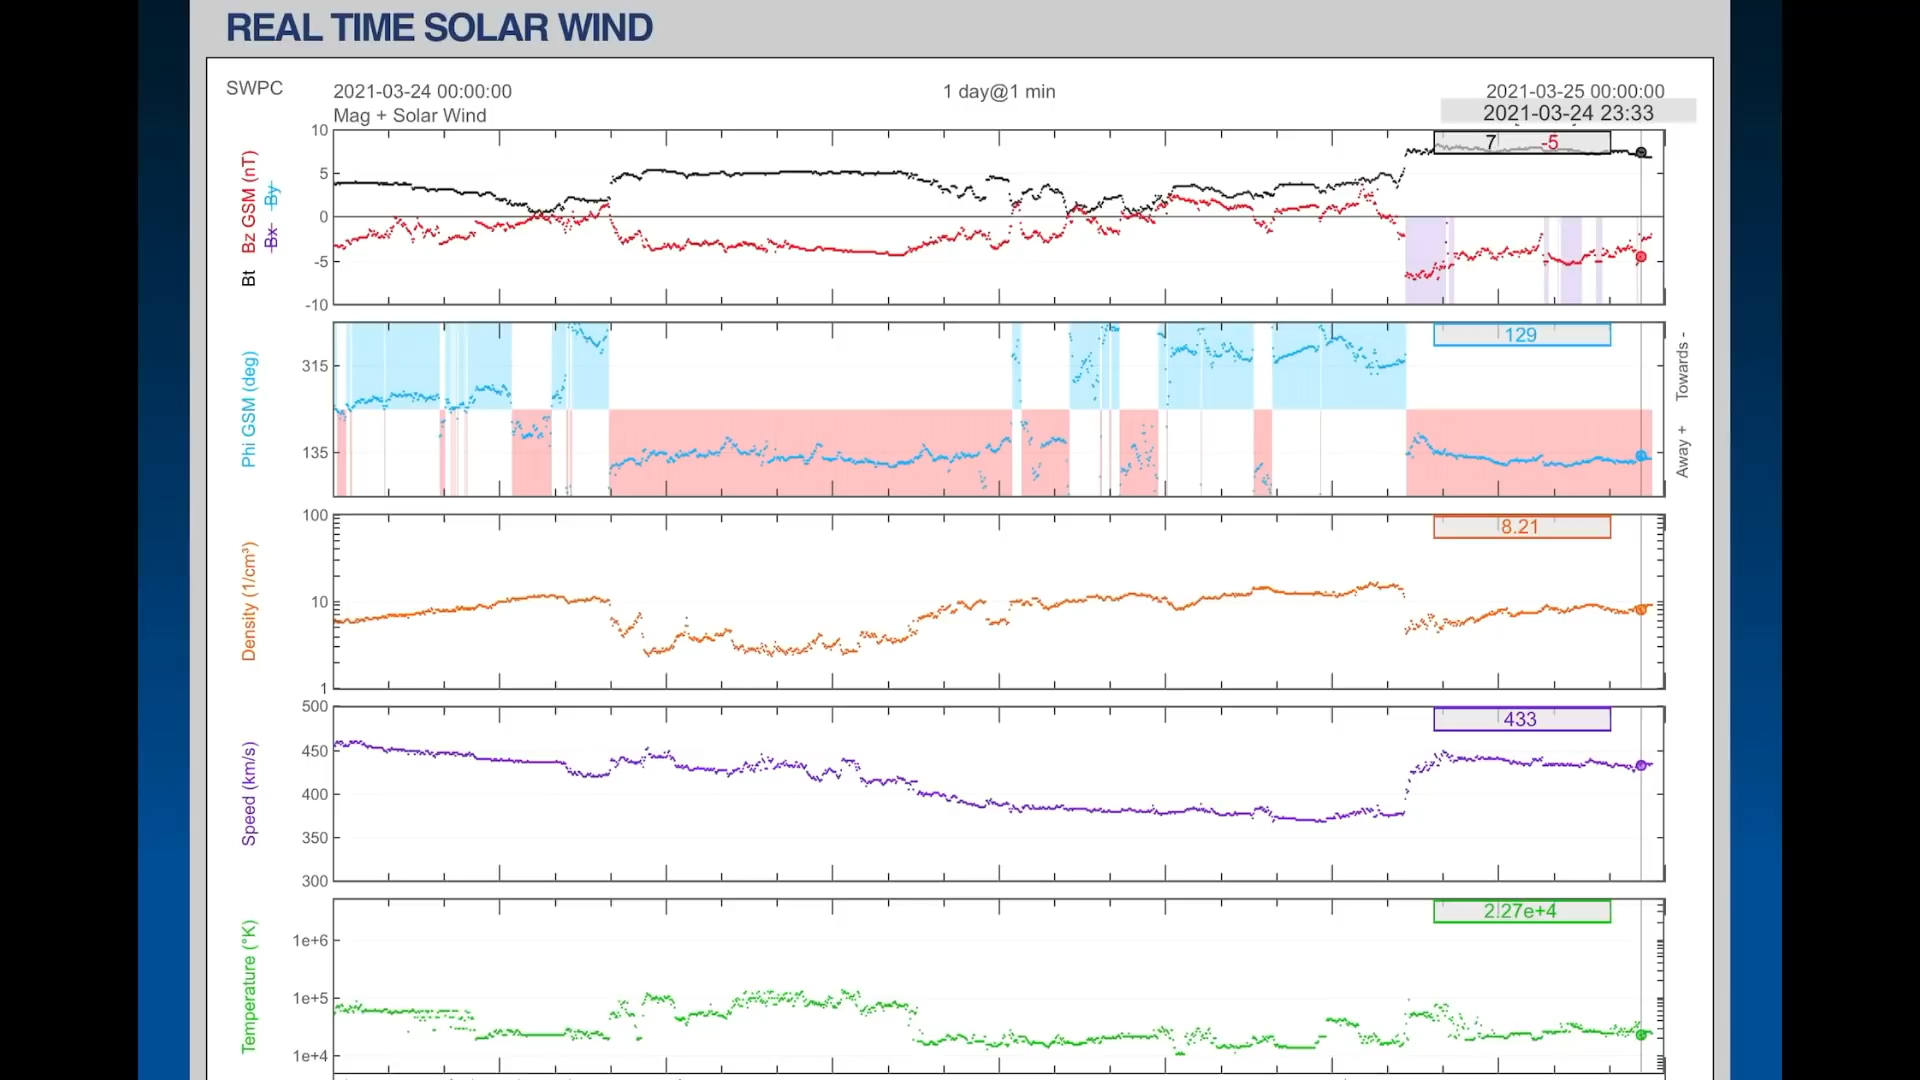 REAL TIME SOLAR WIND
SWPC
2021-03-24 00:00:00
1 day@1 min
2021-03-25 00:00:00
Mag + Solar Wind
2021-03-24 23:33
Bt Bz GSM (nT)
Bx By
10
5
0
-5
-10
7 -5
Phi GSM (deg)
315
135
129
Towards -
Away +
Density (1/cm³)
100
10
1
8.21
Speed (km/s)
500
450
400
350
300
433
Temperature (°K)
1e+6
1e+5
1e+4
2.27e+4